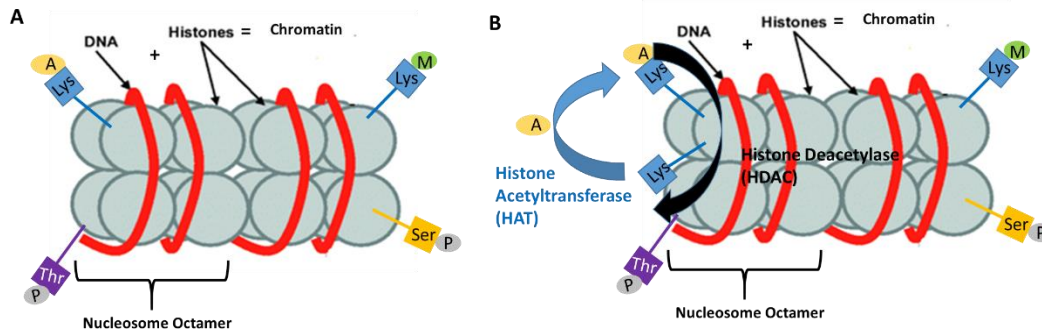 A
DNA + Histones = Chromatin
A
Lys
Lys
M
Thr
P
Ser
P
Nucleosome Octamer
B
DNA + Histones = Chromatin
A
Lys
Lys
M
A
Lys
Histone
Acetyltransferase
(HAT)
Histone Deacetylase
(HDAC)
Thr
P
Ser
P
Nucleosome Octamer